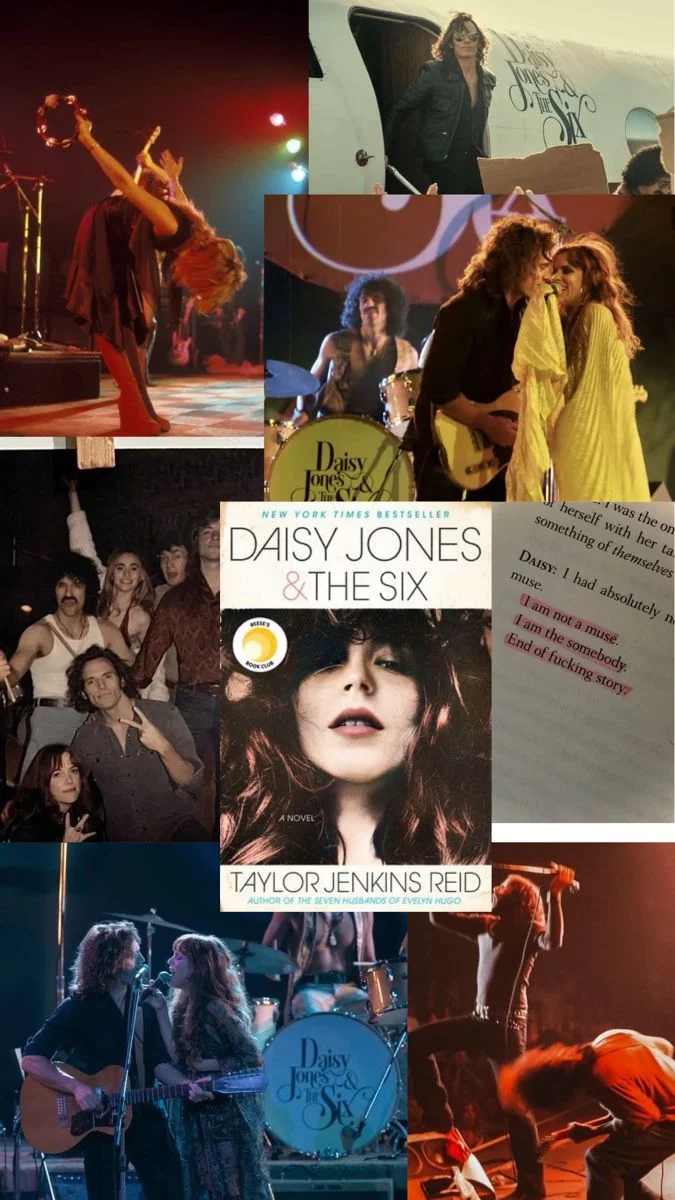 Daisy
Jones &
The Six
Daisy
Jones &
The Six
NEW YORK TIMES BESTSELLER
DAISY JONES
& THE SIX
REESE'S
BOOK CLUB
A NOVEL
TAYLOR JENKINS REID
AUTHOR OF THE SEVEN HUSBANDS OF EVELYN HUGO
I was the on
of herself with her ta
something of themselves
DAISY: I had absolutely n
muse.
I am not a muse.
I am the somebody.
End of fucking story.
Daisy
Jones &
The Six